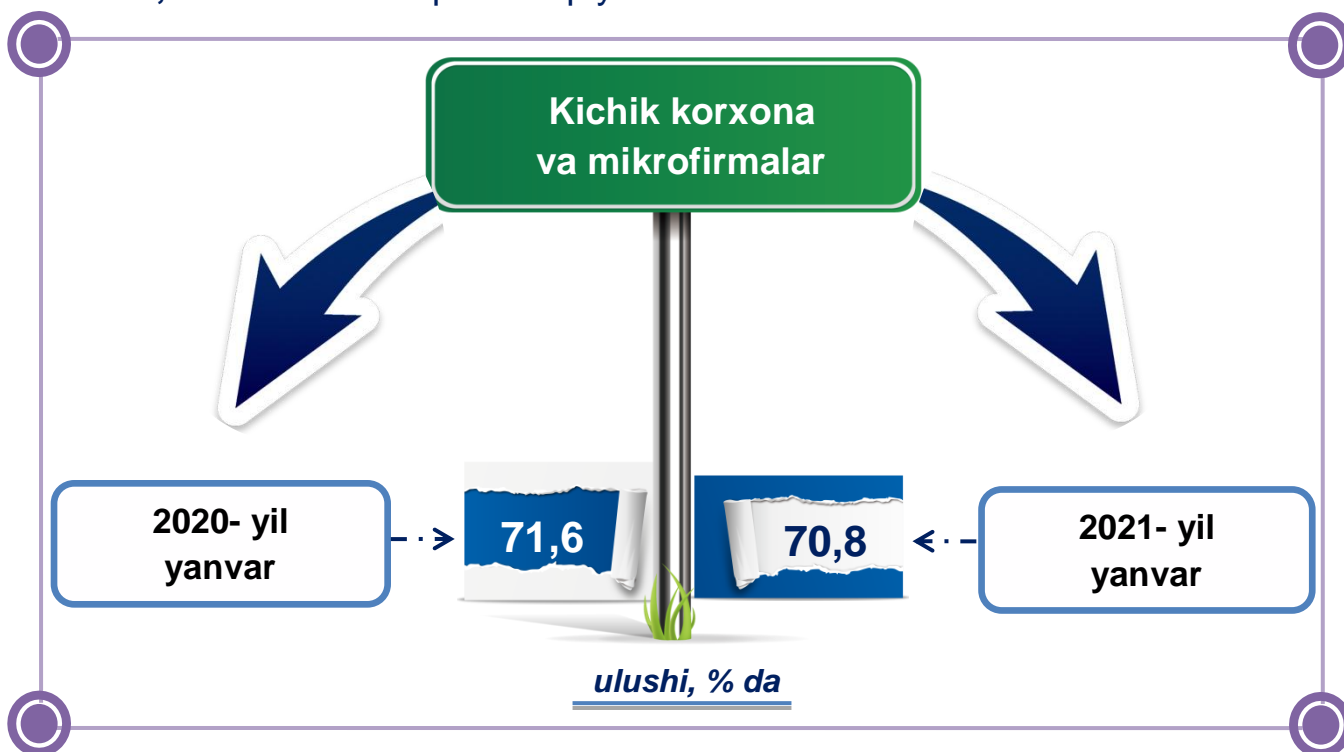 Kichik korxona
va mikrofirmalar
2020- yil
yanvar
71,6
70,8
2021- yil
yanvar
ulushi, % da